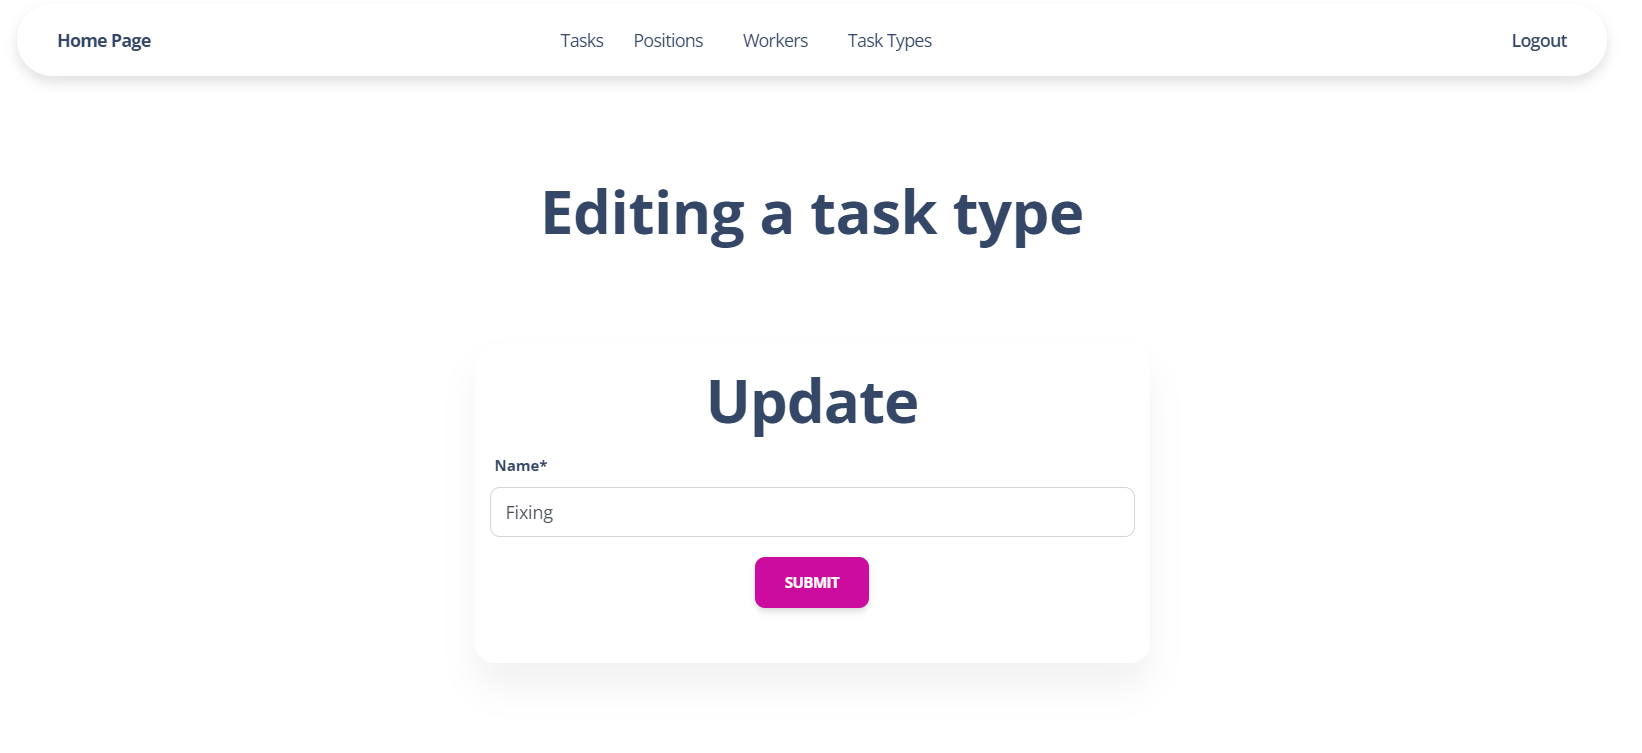 Home Page Tasks Positions Workers Task Types Logout
Editing a task type
Update
Name*
Fixing
SUBMIT